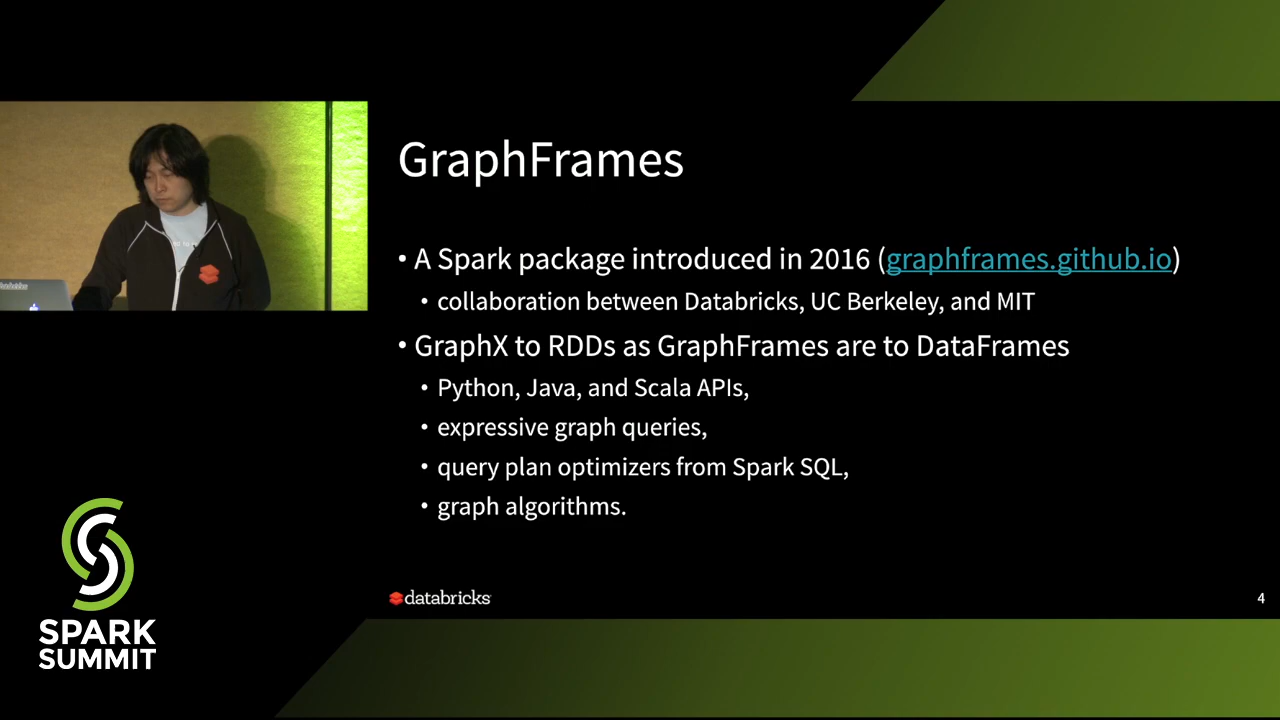 GraphFrames
• A Spark package introduced in 2016 (graphframes.github.io)
• collaboration between Databricks, UC Berkeley, and MIT
• GraphX to RDDs as GraphFrames are to DataFrames
• Python, Java, and Scala APIs,
• expressive graph queries,
• query plan optimizers from Spark SQL,
• graph algorithms.
databricks
4
SPARK
SUMMIT